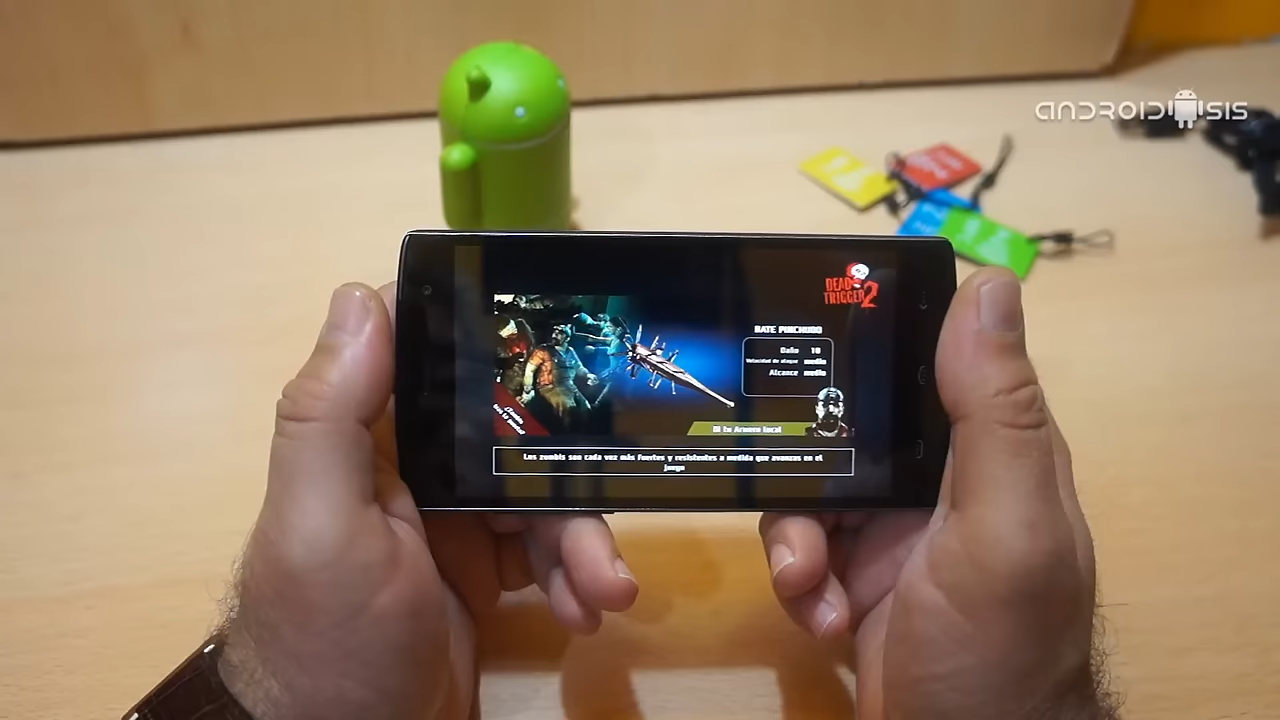 ANDROIDSIS
DEAD
TRIGGER 2
BATE PINCHUDO
Daño 10
Velocidad de ataque medio
Alcance medio
En tu Armero local
Los zombis son cada vez más fuertes y resistentes a medida que avanzas en el
juego